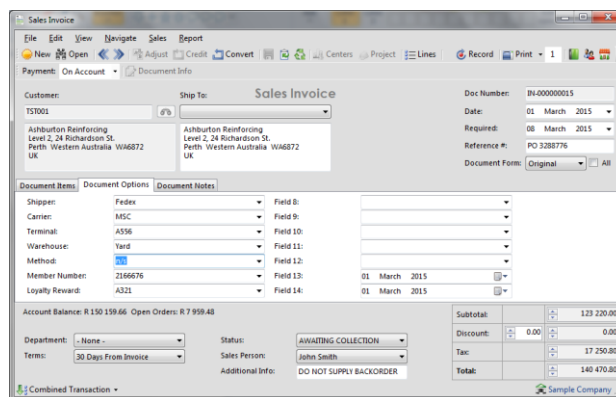 Sales Invoice
File Edit View Navigate Sales Report
New Open Adjust Credit Convert Centers Project Lines Record Print 1
Payment: On Account Document Info
Customer: Ship To: Sales Invoice Doc Number: IN-000000015
TST001 Date: 01 March 2015
Ashburton Reinforcing Ashburton Reinforcing Required: 08 March 2015
Level 2, 24 Richardson St. Level 2, 24 Richardson St. Reference #: PO 3288776
Perth Western Australia WA6872 Perth Western Australia WA6872
UK UK Document Form: Original All
Document Items Document Options Document Notes
Shipper: Fedex Field 8:
Carrier: MSC Field 9:
Terminal: A556 Field 10:
Warehouse: Yard Field 11:
Method: n/s Field 12:
Member Number: 2166676 Field 13: 01 March 2015
Loyalty Reward: A321 Field 14: 01 March 2015
Account Balance: R 150 159.66 Open Orders: R 7 959.48 Subtotal: 123 220.00
Department: - None - Status: AWAITING COLLECTION Discount: 0.00 0.00
Terms: 30 Days From Invoice Sales Person: John Smith Tax: 17 250.80
Additional Info: DO NOT SUPPLY BACKORDER Total: 140 470.80
Combined Transaction Sample Company